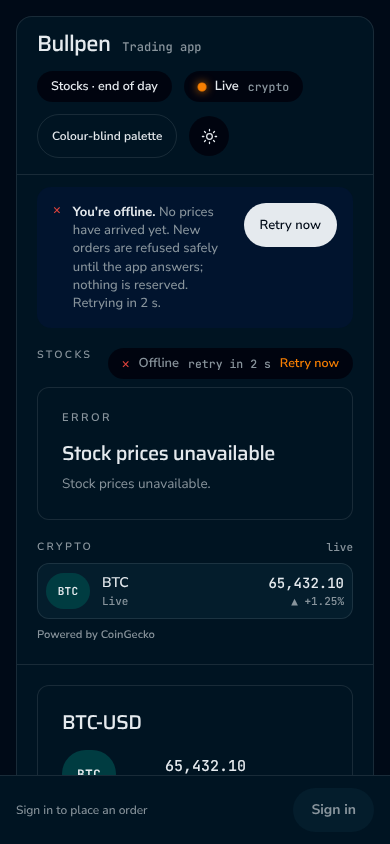 Bullpen Trading app
Stocks · end of day
Live crypto
Colour-blind palette
× You're offline. No prices
have arrived yet. New
orders are refused safely
until the app answers;
nothing is reserved.
Retrying in 2 s.
Retry now
STOCKS
× Offline retry in 2 s Retry now
ERROR
Stock prices unavailable
Stock prices unavailable.
CRYPTO live
BTC BTC 65,432.10
Live ▲ +1.25%
Powered by CoinGecko
BTC-USD
BTC 65,432.10
Sign in to place an order
Sign in